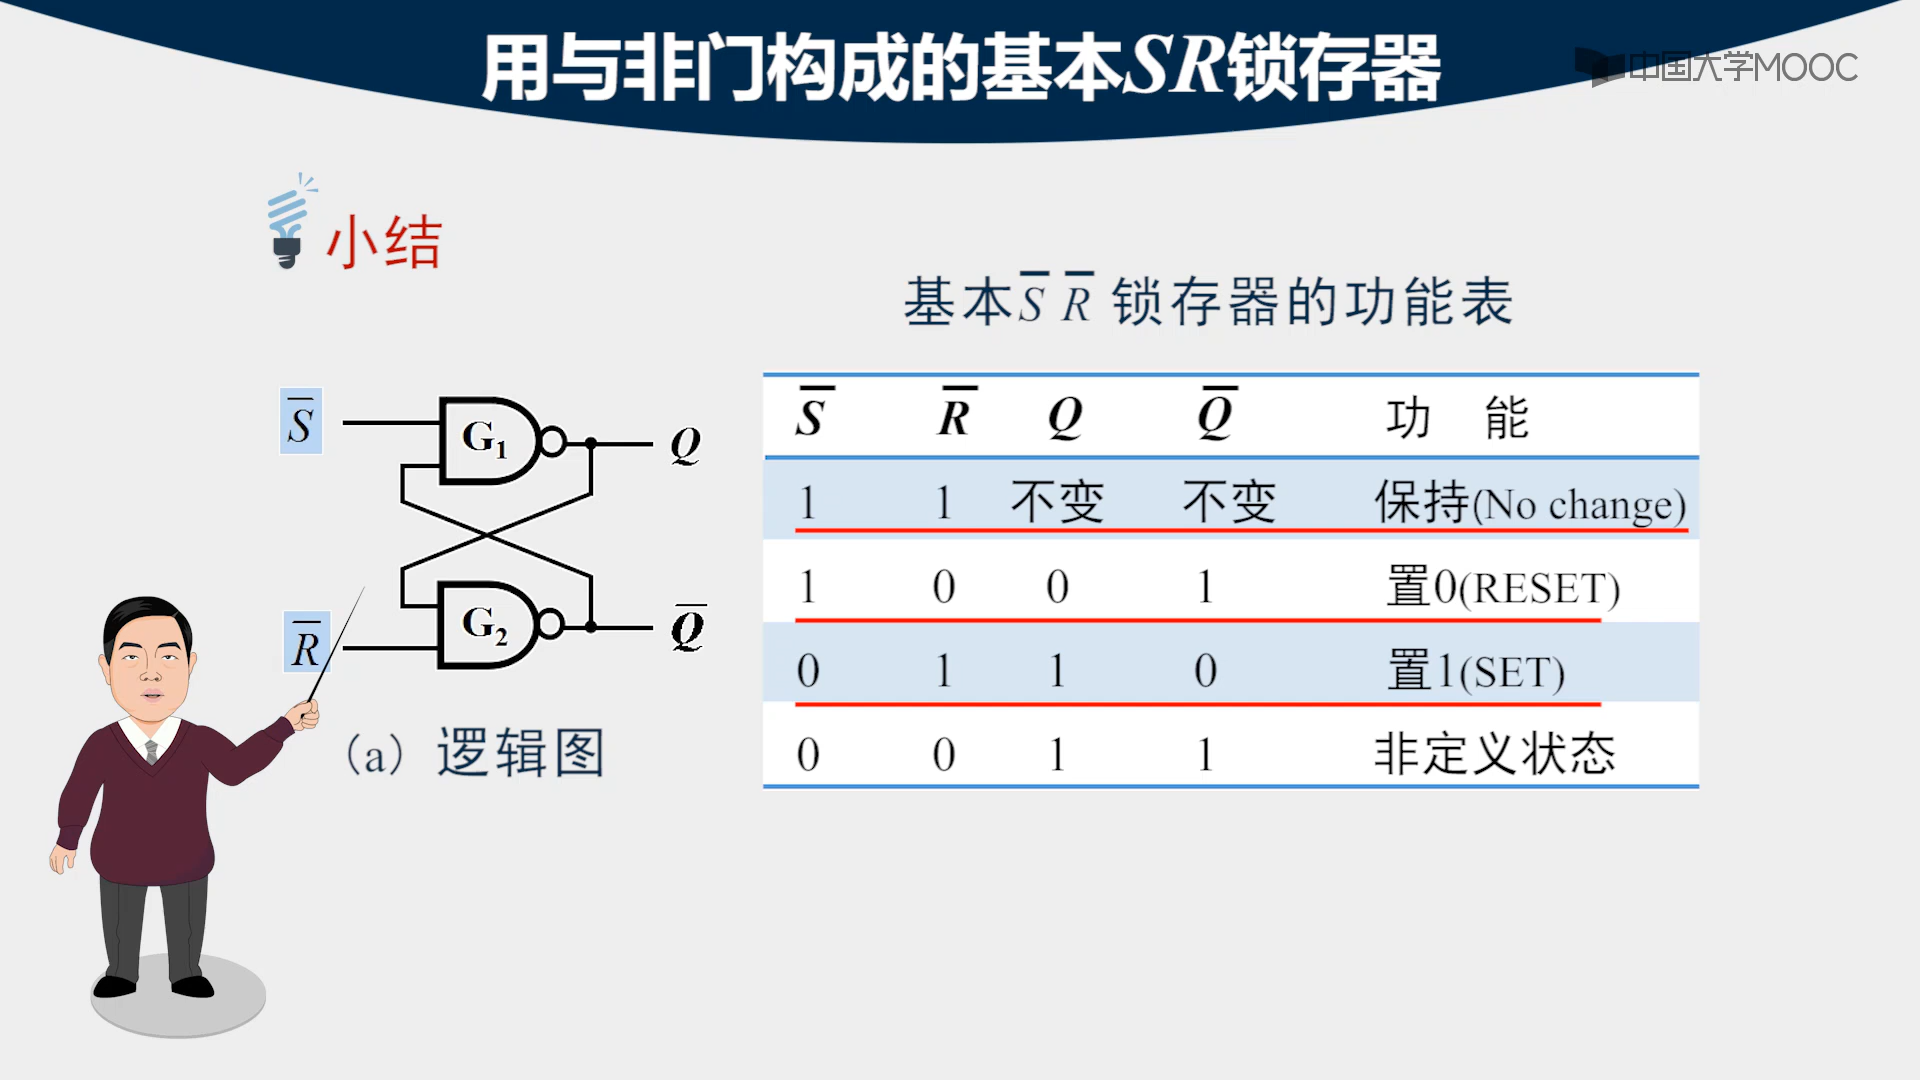 用与非门构成的基本SR锁存器
中国大学MOOC
小结
基本S̅ R̅ 锁存器的功能表
S̅ R̅ Q Q̅ 功 能
1 1 不变 不变 保持(No change)
1 0 0 1 置0(RESET)
0 1 1 0 置1(SET)
0 0 1 1 非定义状态
S̅ G₁ Q
R̅ G₂ Q̅
(a) 逻辑图